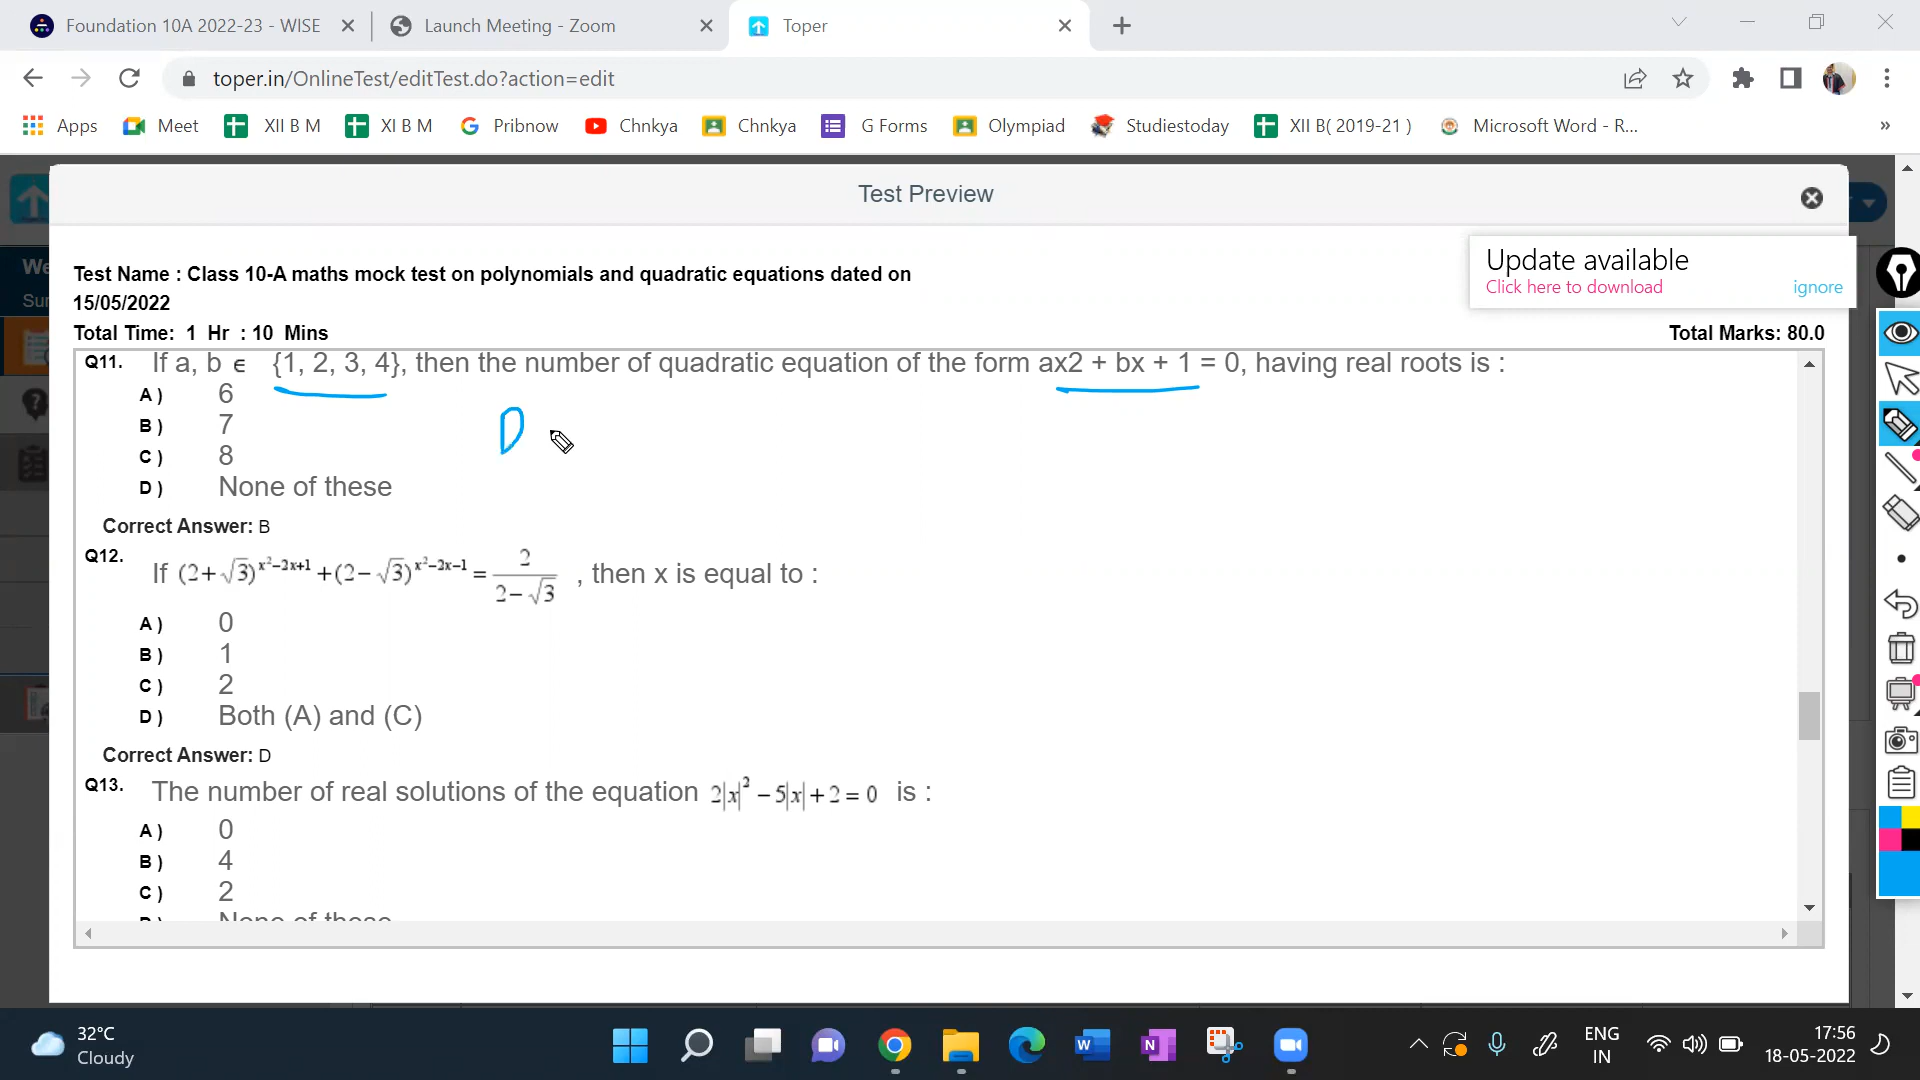 Foundation 10A 2022-23 - WISE
Launch Meeting - Zoom
Toper
toper.in/OnlineTest/editTest.do?action=edit
Apps Meet XII B M XI B M Pribnow Chnkya Chnkya G Forms Olympiad Studiestoday XII B( 2019-21 ) Microsoft Word - R... »
Test Preview
Update available
Click here to download ignore
Test Name : Class 10-A maths mock test on polynomials and quadratic equations dated on
15/05/2022
Total Time: 1 Hr : 10 Mins Total Marks: 80.0
Q11. If a, b ∈ {1, 2, 3, 4}, then the number of quadratic equation of the form ax2 + bx + 1 = 0, having real roots is :
A ) 6
B ) 7
C ) 8
D ) None of these
D
Correct Answer: B
Q12. If (2+√3)^{x²−2x+1} + (2−√3)^{x²−2x−1} = 2/(2−√3) , then x is equal to :
A ) 0
B ) 1
C ) 2
D ) Both (A) and (C)
Correct Answer: D
Q13. The number of real solutions of the equation 2|x|² − 5|x| + 2 = 0 is :
A ) 0
B ) 4
C ) 2
None of these
32°C
Cloudy
ENG
IN
17:56
18-05-2022